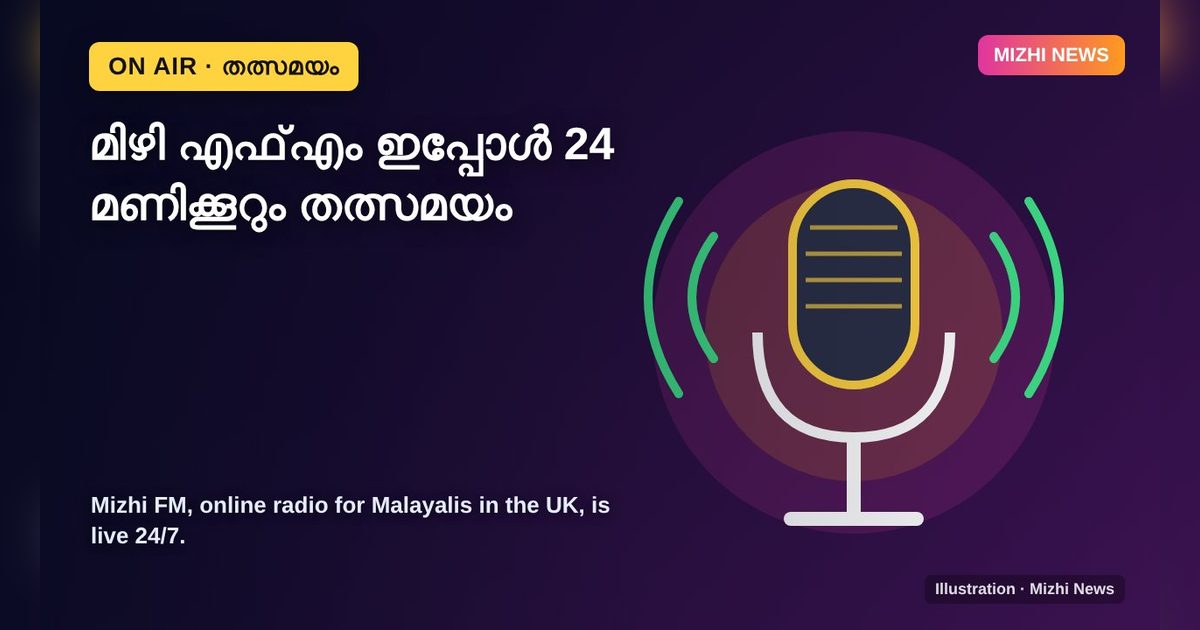 ON AIR · തത്സമയം
MIZHI NEWS
മിഴി എഫ്എം ഇപ്പോൾ 24
മണിക്കൂറും തത്സമയം
Mizhi FM, online radio for Malayalis in the UK, is
live 24/7.
Illustration · Mizhi News